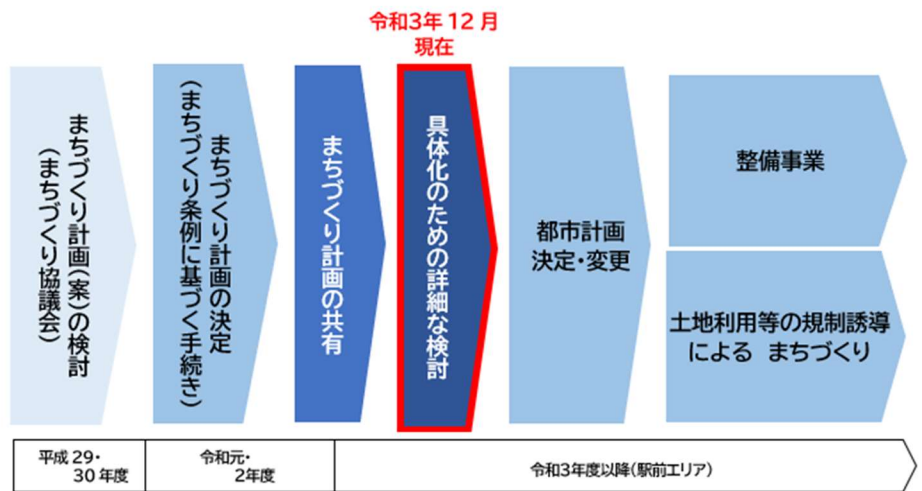 令和3年 12 月
現在
まちづくり計画(案)の検討
(まちづくり協議会)
まちづくり計画の決定
(まちづくり条例に基づく手続き)
まちづくり計画の共有
具体化のための詳細な検討
都市計画
決定・変更
整備事業
土地利用等の規制誘導
による まちづくり
平成 29・
30 年度
令和元・
2年度
令和3年度以降(駅前エリア)